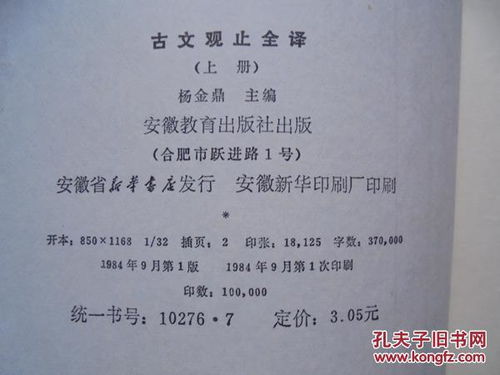 古文观止全译
(上册)
杨金鼎 主编
安徽教育出版社出版
(合肥市跃进路1号)
安徽省新华书店发行 安徽新华印刷厂印刷
*
开本：850×1168 1/32 插页：2 印张：18,125 字数：370,000
1984年9月第1版 1984年9月第1次印刷
印数：100,000
统一书号：10276·7 定价：3.05元
孔夫子旧书网
www.kongfz.com